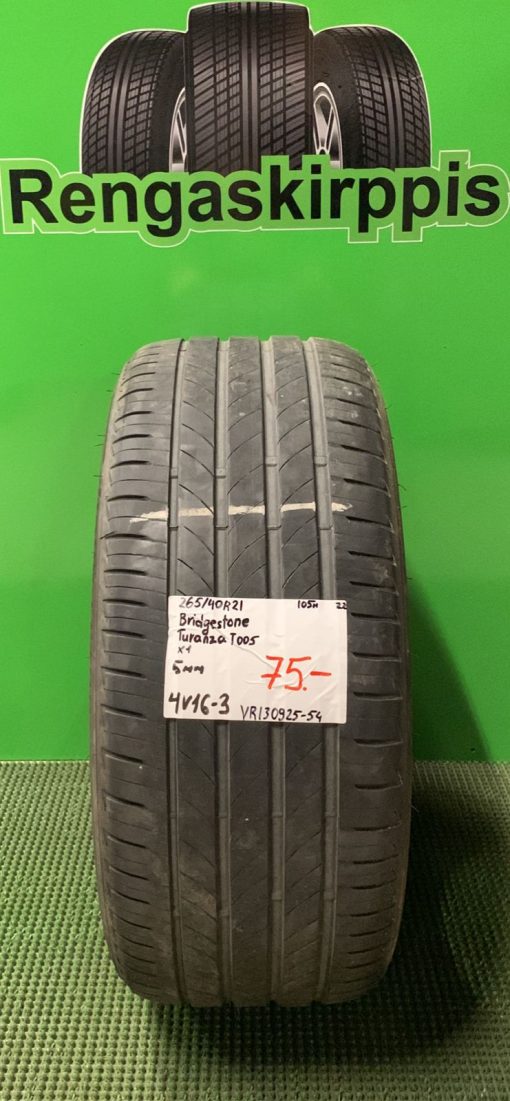 Rengaskirppis
265/40R21 105H 22
Bridgestone
Turanza T005
x1
5mm 75.-
4V16-3 VR130925-54